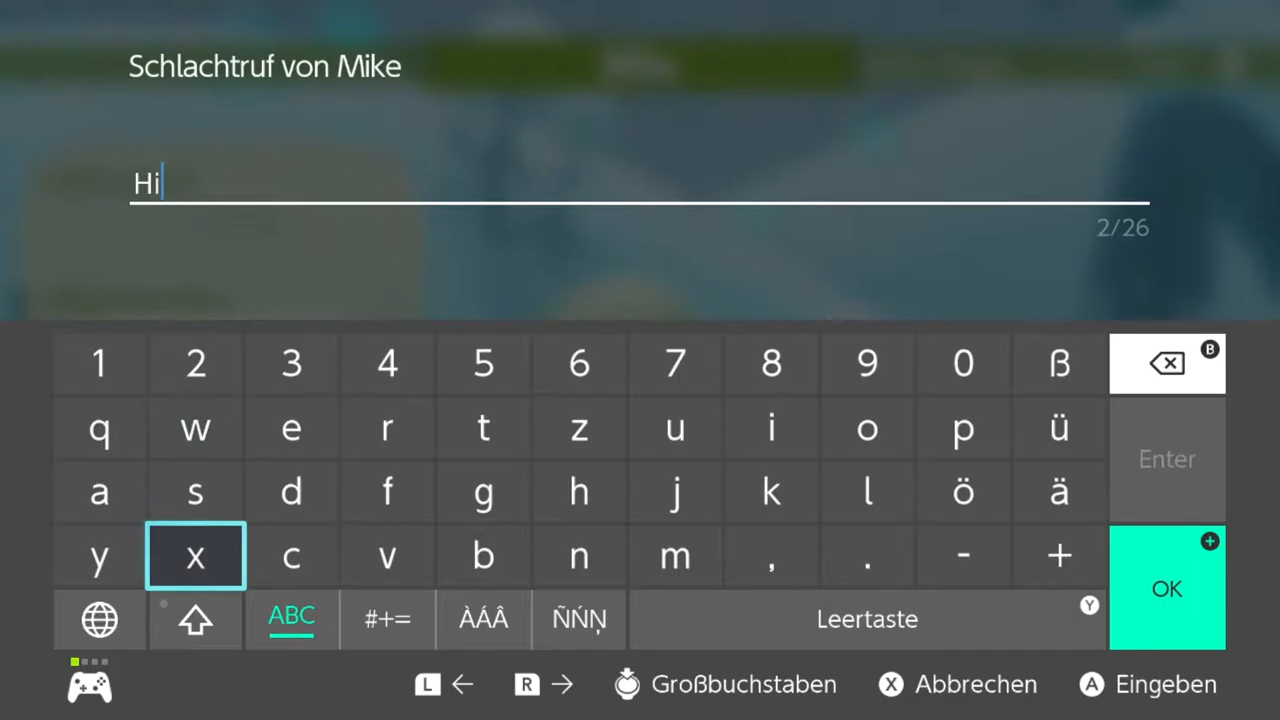 Schlachtruf von Mike
Hi
2/26
1 2 3 4 5 6 7 8 9 0 ß B
q w e r t z u i o p ü
a s d f g h j k l ö ä Enter
y x c v b n m , . - +
ABC #+= ÀÁÂ ÑŃŅ Leertaste Y OK
L ← R → Großbuchstaben X Abbrechen A Eingeben